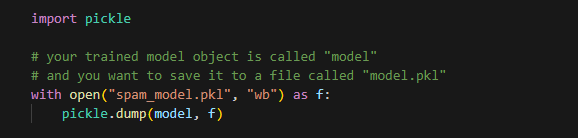 import pickle
# your trained model object is called "model"
# and you want to save it to a file called "model.pkl"
with open("spam_model.pkl", "wb") as f:
    pickle.dump(model, f)